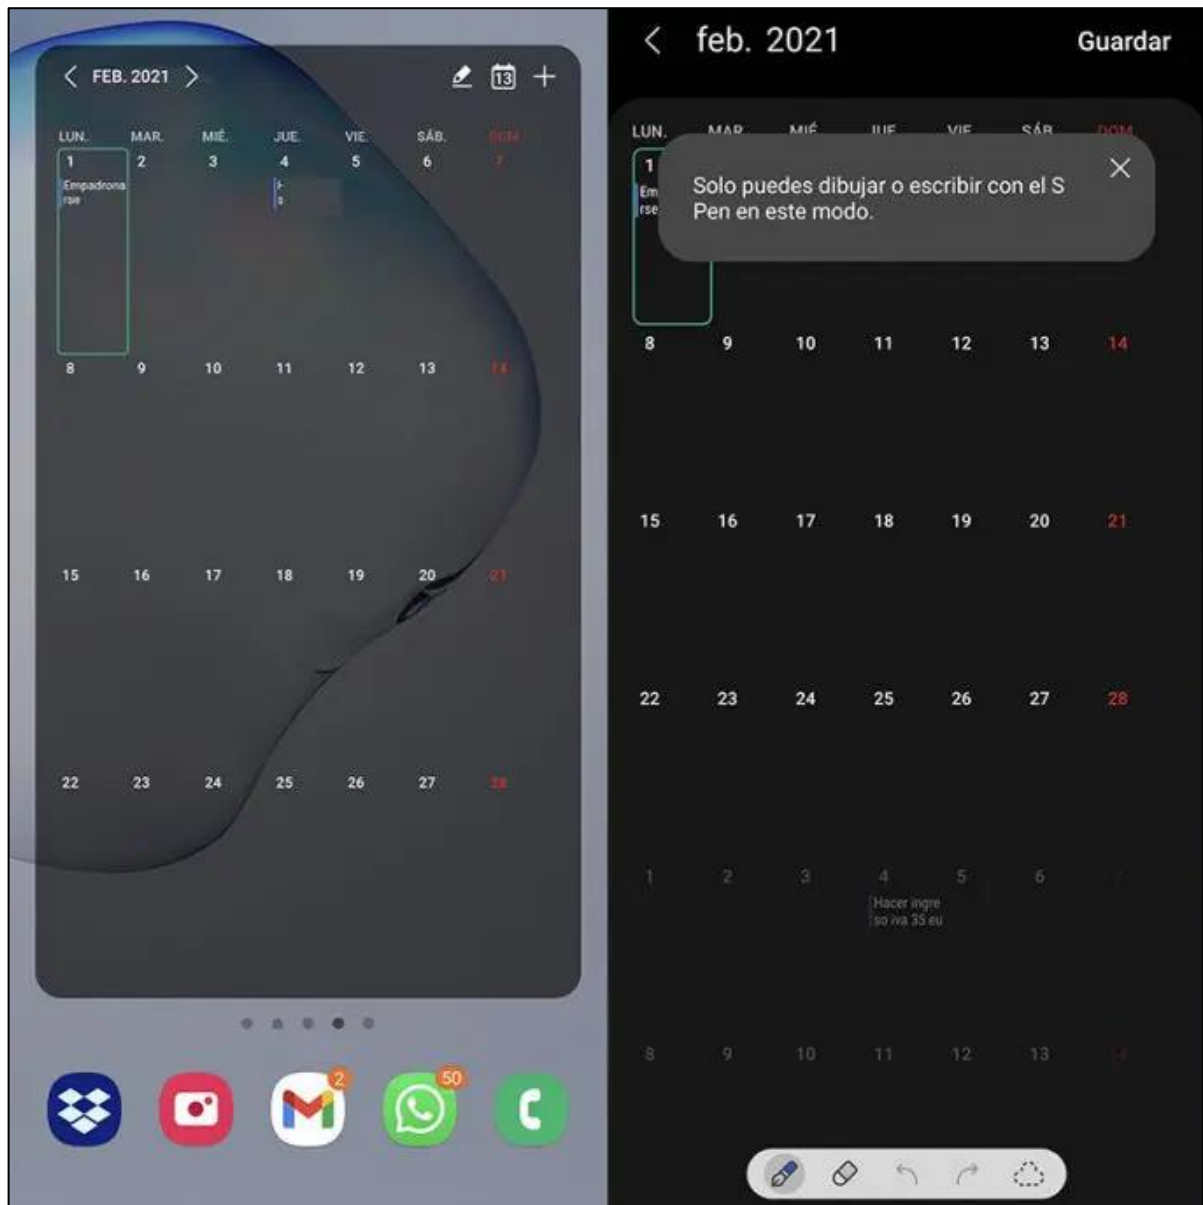 FEB. 2021
13
LUN. MAR. MIÉ. JUE. VIE. SÁB. DOM.
1 2 3 4 5 6 7
Empadrona
rse
8 9 10 11 12 13 14
15 16 17 18 19 20 21
22 23 24 25 26 27 28
2
50
feb. 2021
Guardar
LUN. MAR. MIÉ. JUE. VIE. SÁB. DOM.
1
Em
rse
Solo puedes dibujar o escribir con el S
Pen en este modo.
8 9 10 11 12 13 14
15 16 17 18 19 20 21
22 23 24 25 26 27 28
1 2 3 4 5 6 7
Hacer ingre
so iva 35 eu
8 9 10 11 12 13 14